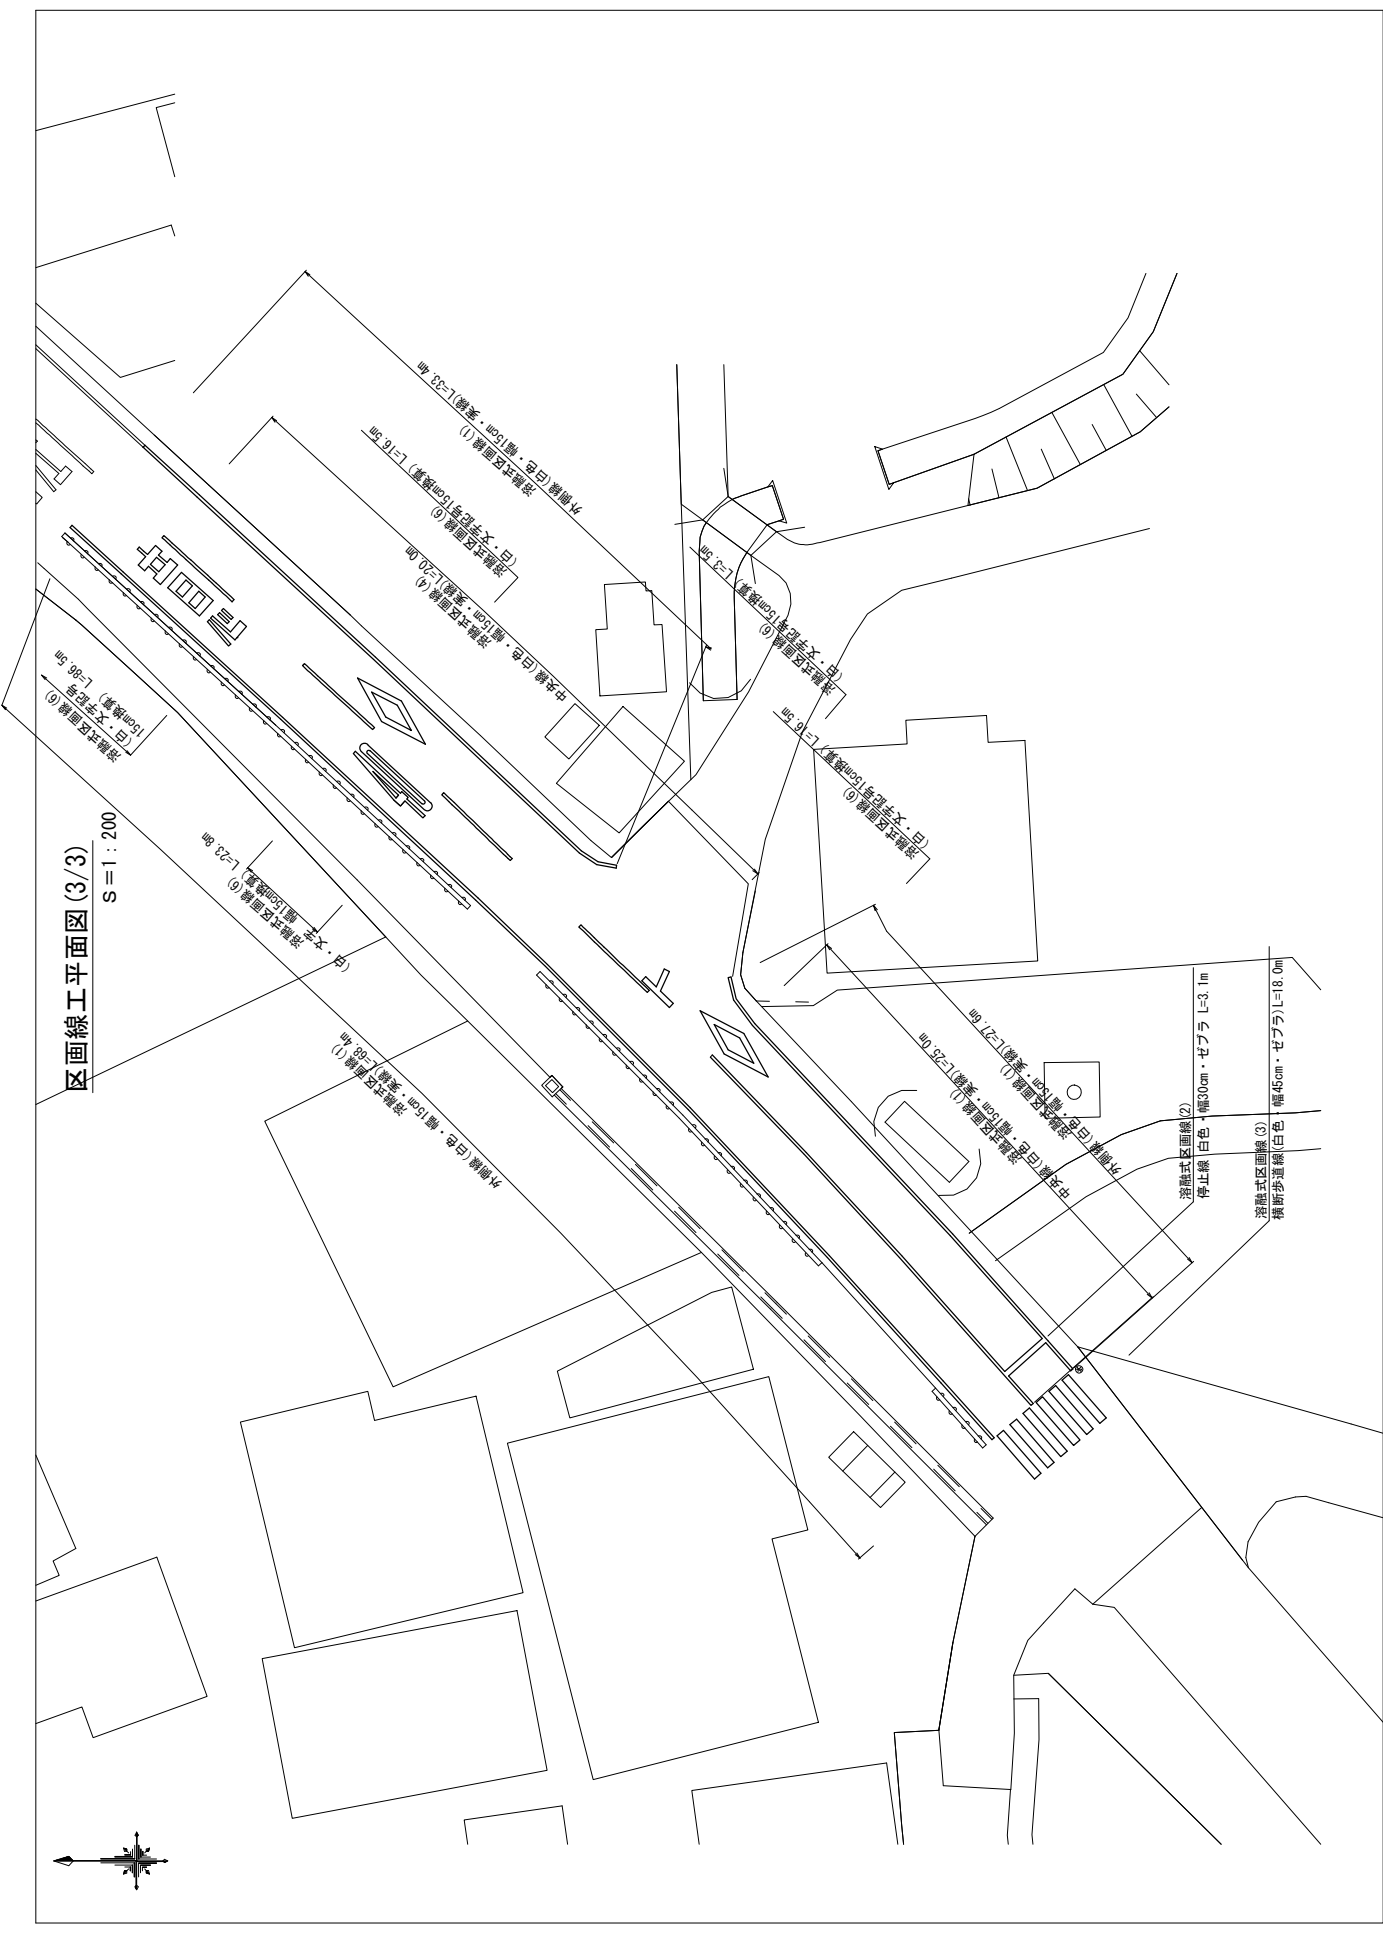 区画線工平面図(3/3)
S＝1：200
溶融式区画線(6)
(白・文字記号
15cm換算) L=86.5m
溶融式区画線(6)
(白・文字 幅15cm換算) L=23.8m
溶融式区画線(1)
外側線(白色・幅15cm・実線)L=68.4m
溶融式区画線(1)
外側線(白色・幅15cm・実線)L=33.4m
溶融式区画線(6)
(白・文字記号15cm換算) L=16.5m
溶融式区画線(4)
中央線(白色・幅15cm・実線)L=20.0m
溶融式区画線(6)
(白・文字記号15cm換算) L=3.5m
溶融式区画線(6)
(白・文字記号15cm換算) L=16.5m
溶融式区画線(1)
外側線(白色・幅15cm・実線)L=27.6m
溶融式区画線(1)
中央線(白色・幅15cm・実線)L=25.0m
溶融式区画線(2)
停止線 白色・幅30cm・ゼブラ L=3.1m
溶融式区画線(3)
横断歩道線(白色・幅45cm・ゼブラ)L=18.0m